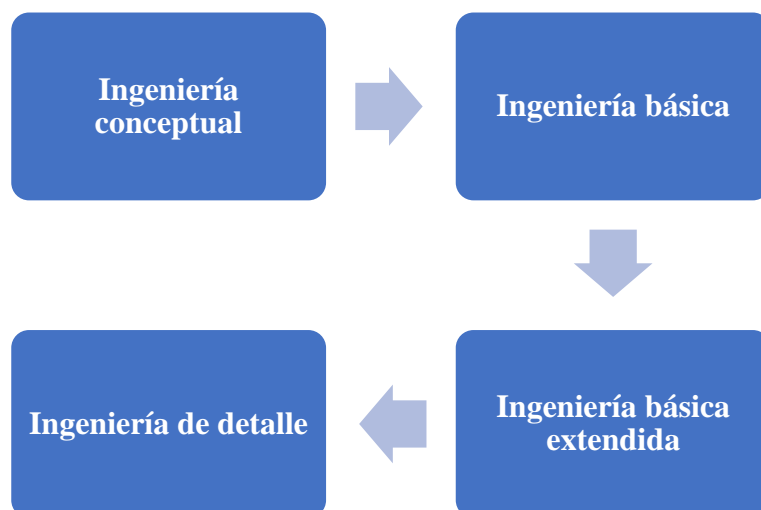 Ingeniería
conceptual
Ingeniería básica
Ingeniería básica
extendida
Ingeniería de detalle